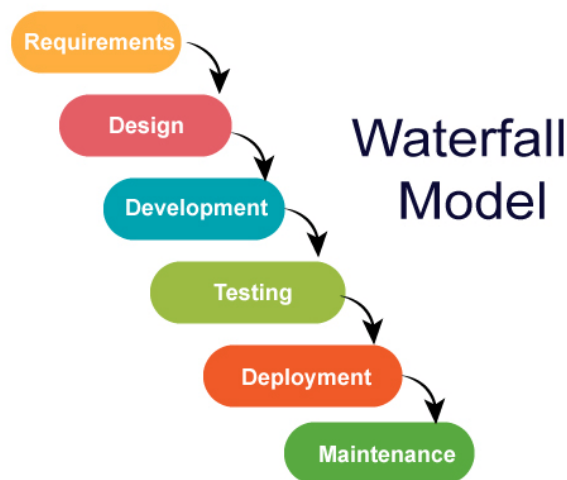 Requirements
Design
Waterfall
Model
Development
Testing
Deployment
Maintenance